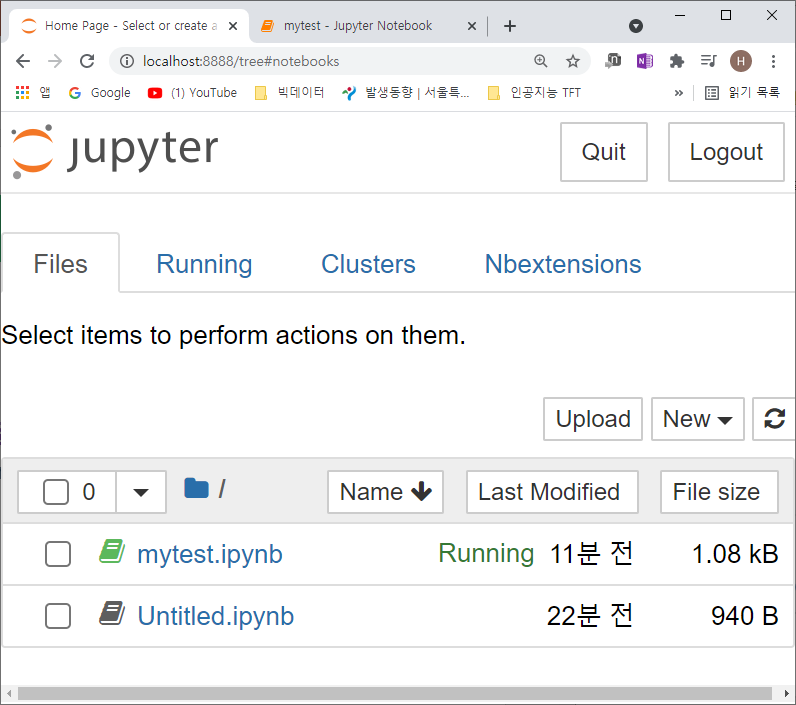 Home Page - Select or create a
mytest - Jupyter Notebook
localhost:8888/tree#notebooks
N
H
앱
G Google
(1) YouTube
빅데이터
발생동향 | 서울특...
인공지능 TFT
»
읽기 목록
jupyter
Quit
Logout
Files
Running
Clusters
Nbextensions
Select items to perform actions on them.
Upload
New
0
/
Name
Last Modified
File size
mytest.ipynb
Running
11분 전
1.08 kB
Untitled.ipynb
22분 전
940 B